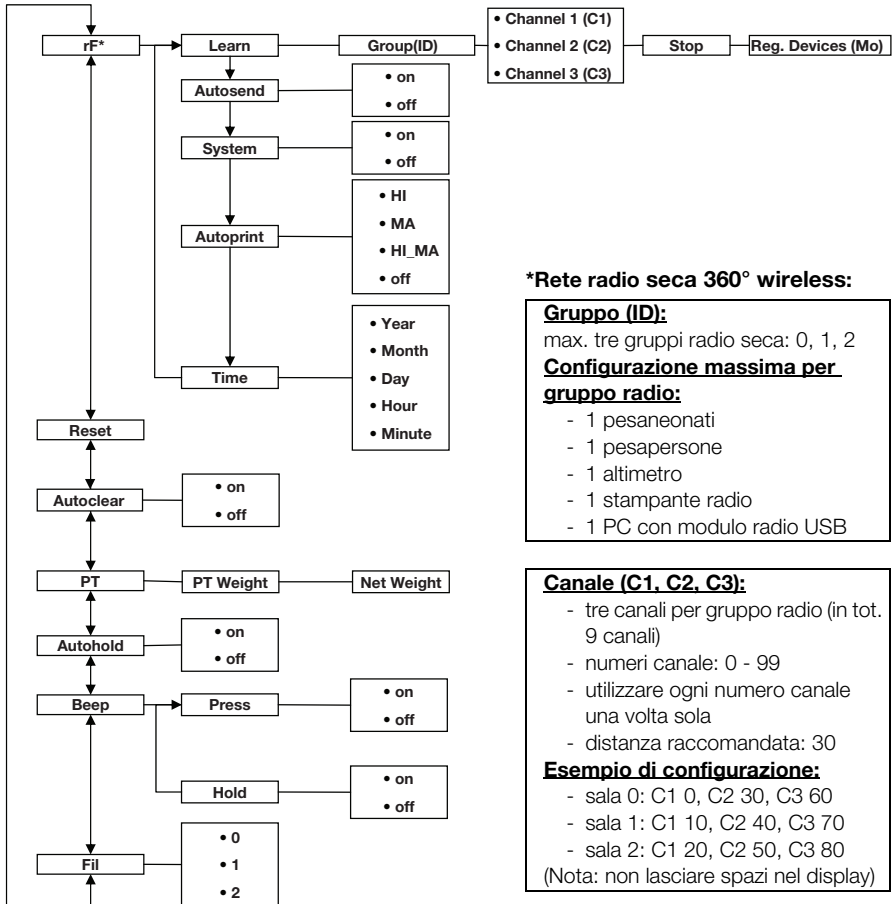 rF*
Learn
Group(ID)
• Channel 1 (C1)
• Channel 2 (C2)
• Channel 3 (C3)
Stop
Reg. Devices (Mo)
Autosend
• on
• off
System
• on
• off
Autoprint
• HI
• MA
• HI_MA
• off
Time
• Year
• Month
• Day
• Hour
• Minute
Reset
Autoclear
• on
• off
PT
PT Weight
Net Weight
Autohold
• on
• off
Beep
Press
• on
• off
Hold
• on
• off
Fil
• 0
• 1
• 2
*Rete radio seca 360° wireless:
Gruppo (ID):
max. tre gruppi radio seca: 0, 1, 2
Configurazione massima per
gruppo radio:
- 1 pesaneonati
- 1 pesapersone
- 1 altimetro
- 1 stampante radio
- 1 PC con modulo radio USB
Canale (C1, C2, C3):
- tre canali per gruppo radio (in tot.
9 canali)
- numeri canale: 0 - 99
- utilizzare ogni numero canale
una volta sola
- distanza raccomandata: 30
Esempio di configurazione:
- sala 0: C1 0, C2 30, C3 60
- sala 1: C1 10, C2 40, C3 70
- sala 2: C1 20, C2 50, C3 80
(Nota: non lasciare spazi nel display)